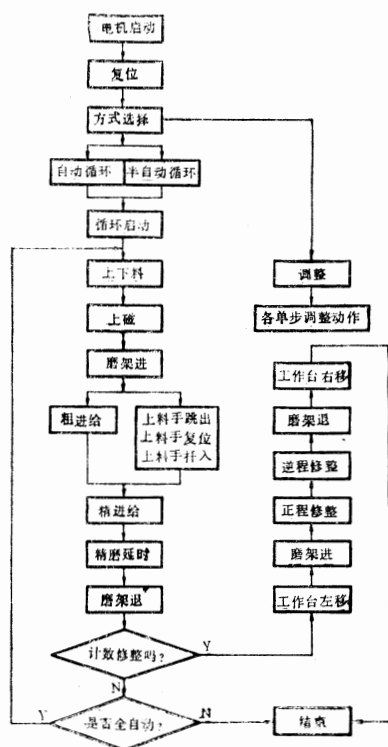 电机启动
复位
方式选择
自动循环
半自动循环
循环启动
上下料
上磁
磨架进
粗进给
上料手跳出
上料手复位
上料手扦入
精进给
精磨延时
磨架退
计数修整吗?
Y
N
是否全自动?
Y
N
结束
调整
各单步调整动作
工作台右移
磨架退
逆程修整
正程修整
磨架进
工作台左移